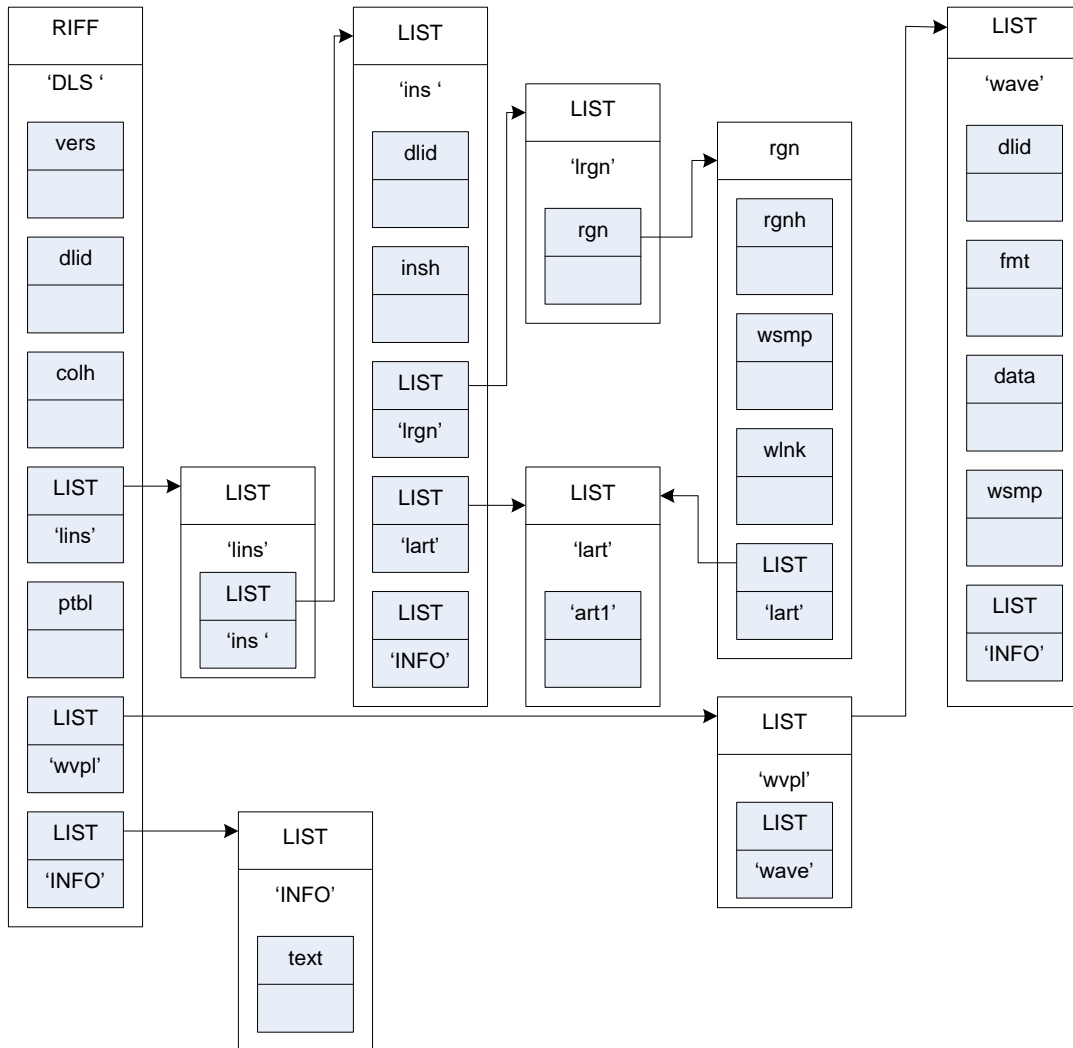 RIFF
‘DLS ‘
vers
dlid
colh
LIST
‘lins’
ptbl
LIST
‘wvpl’
LIST
‘INFO’
LIST
‘lins’
LIST
‘ins ‘
LIST
‘INFO’
text
LIST
‘ins ‘
dlid
insh
LIST
‘lrgn’
LIST
‘lart’
LIST
‘INFO’
LIST
‘lrgn’
rgn
LIST
‘lart’
‘art1’
rgn
rgnh
wsmp
wlnk
LIST
‘lart’
LIST
‘wvpl’
LIST
‘wave’
LIST
‘wave’
dlid
fmt
data
wsmp
LIST
‘INFO’